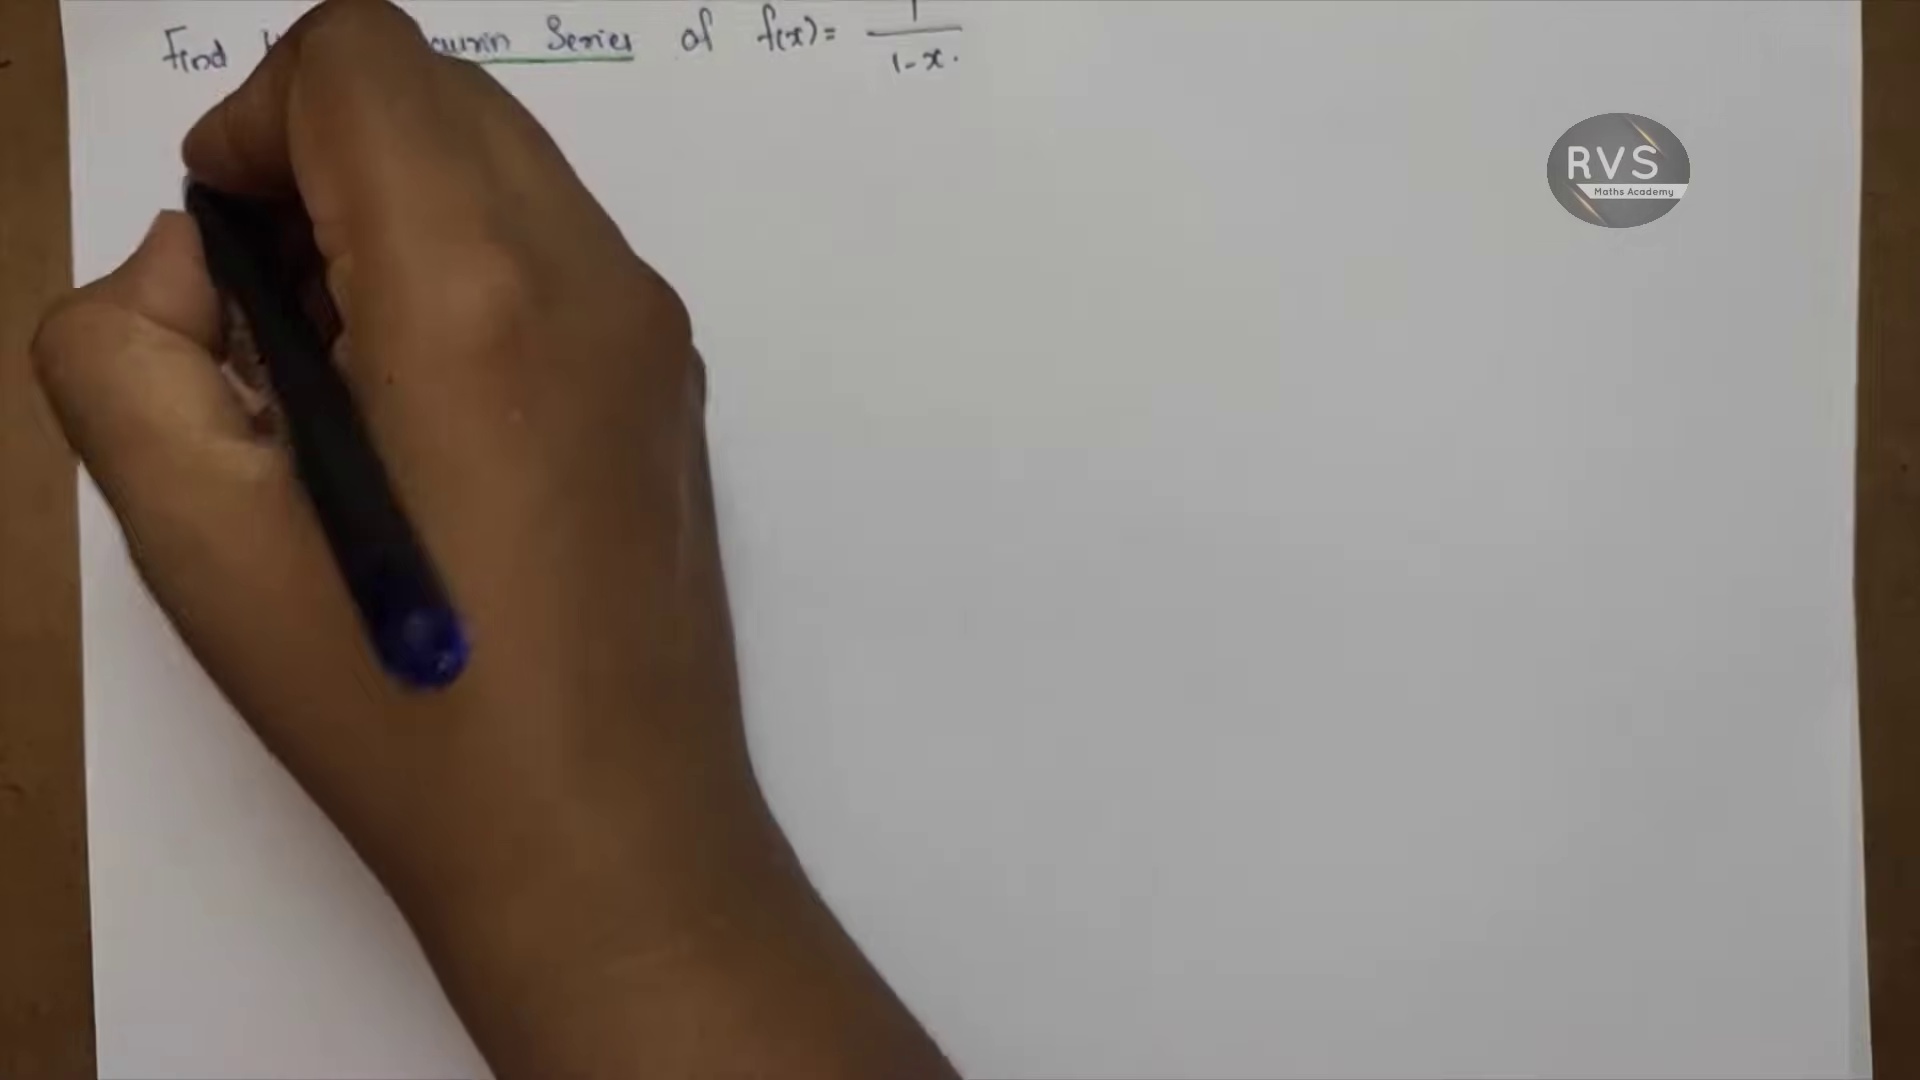 Find Series of f(x) = 1/(1-x).
RVS
Maths Academy